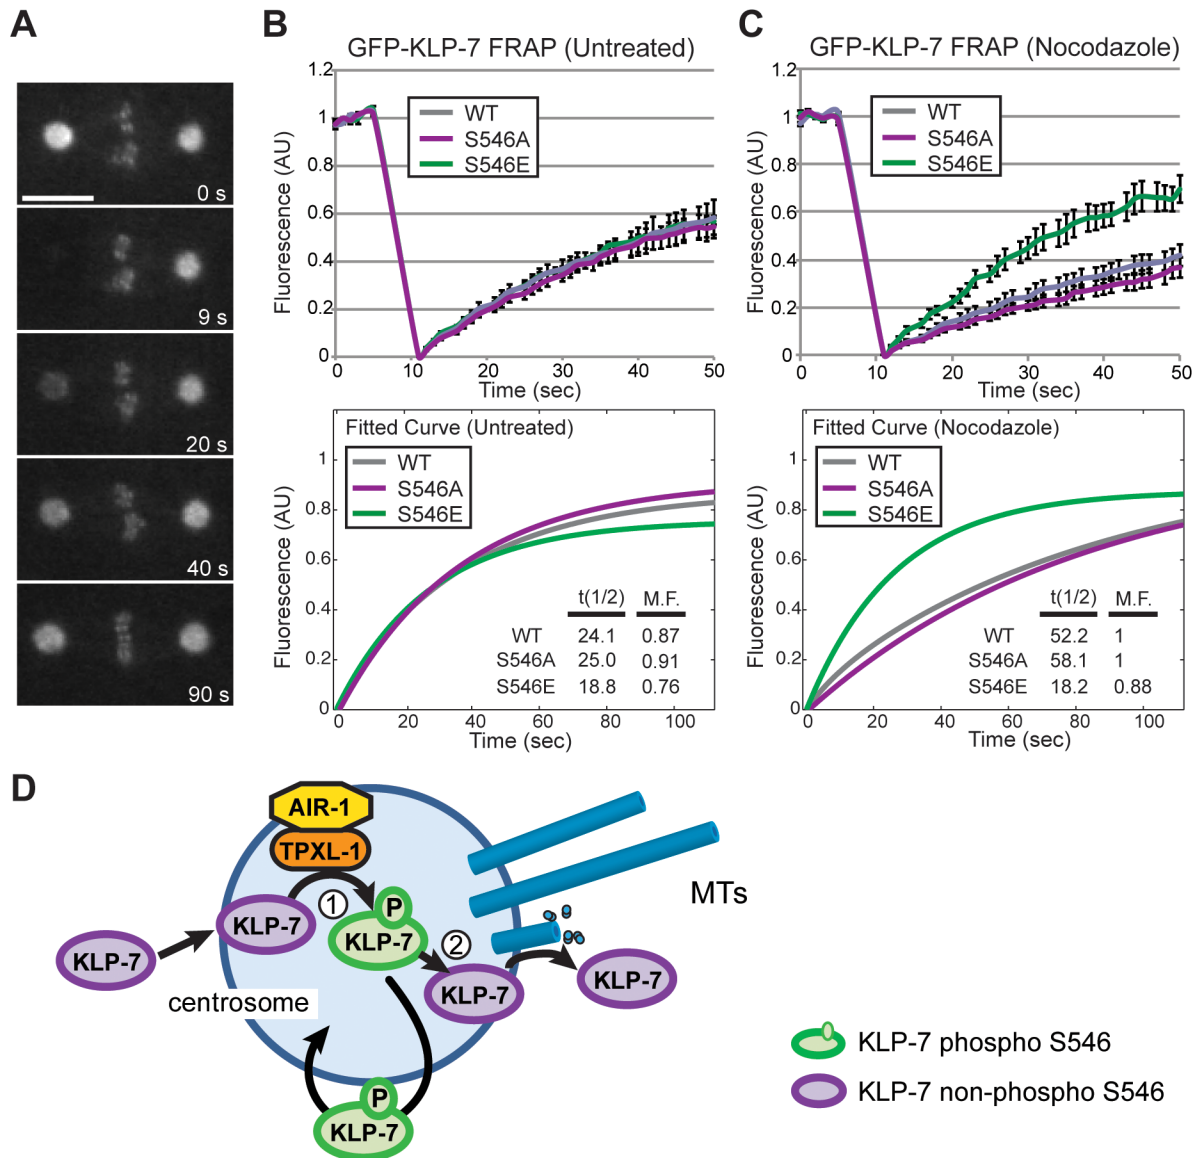 A
0 s
9 s
20 s
40 s
90 s
B
GFP-KLP-7 FRAP (Untreated)
1.2
1
0.8
0.6
0.4
0.2
0
Fluorescence (AU)
WT
S546A
S546E
0 10 20 30 40 50
Time (sec)
Fitted Curve (Untreated)
WT
S546A
S546E
1
0.8
0.6
0.4
0.2
0
Fluorescence (AU)
t(1/2) M.F.
WT 24.1 0.87
S546A 25.0 0.91
S546E 18.8 0.76
0 20 40 60 80 100
Time (sec)
C
GFP-KLP-7 FRAP (Nocodazole)
1.2
1
0.8
0.6
0.4
0.2
0
Fluorescence (AU)
WT
S546A
S546E
0 10 20 30 40 50
Time (sec)
Fitted Curve (Nocodazole)
WT
S546A
S546E
1
0.8
0.6
0.4
0.2
0
Fluorescence (AU)
t(1/2) M.F.
WT 52.2 1
S546A 58.1 1
S546E 18.2 0.88
0 20 40 60 80 100
Time (sec)
D
AIR-1
TPXL-1
KLP-7
KLP-7
1
P
KLP-7
2
KLP-7
KLP-7
MTs
centrosome
P
KLP-7
KLP-7 phospho S546
KLP-7 non-phospho S546